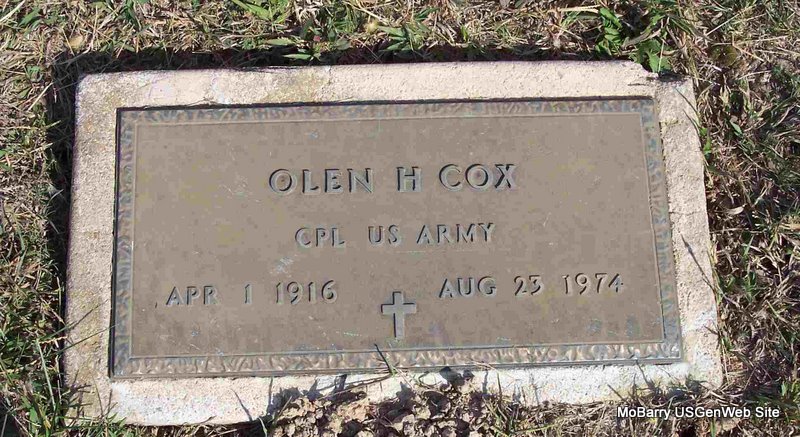 OLEN H COX
CPL US ARMY
APR 1 1916 AUG 23 1974
MoBarry USGenWeb Site